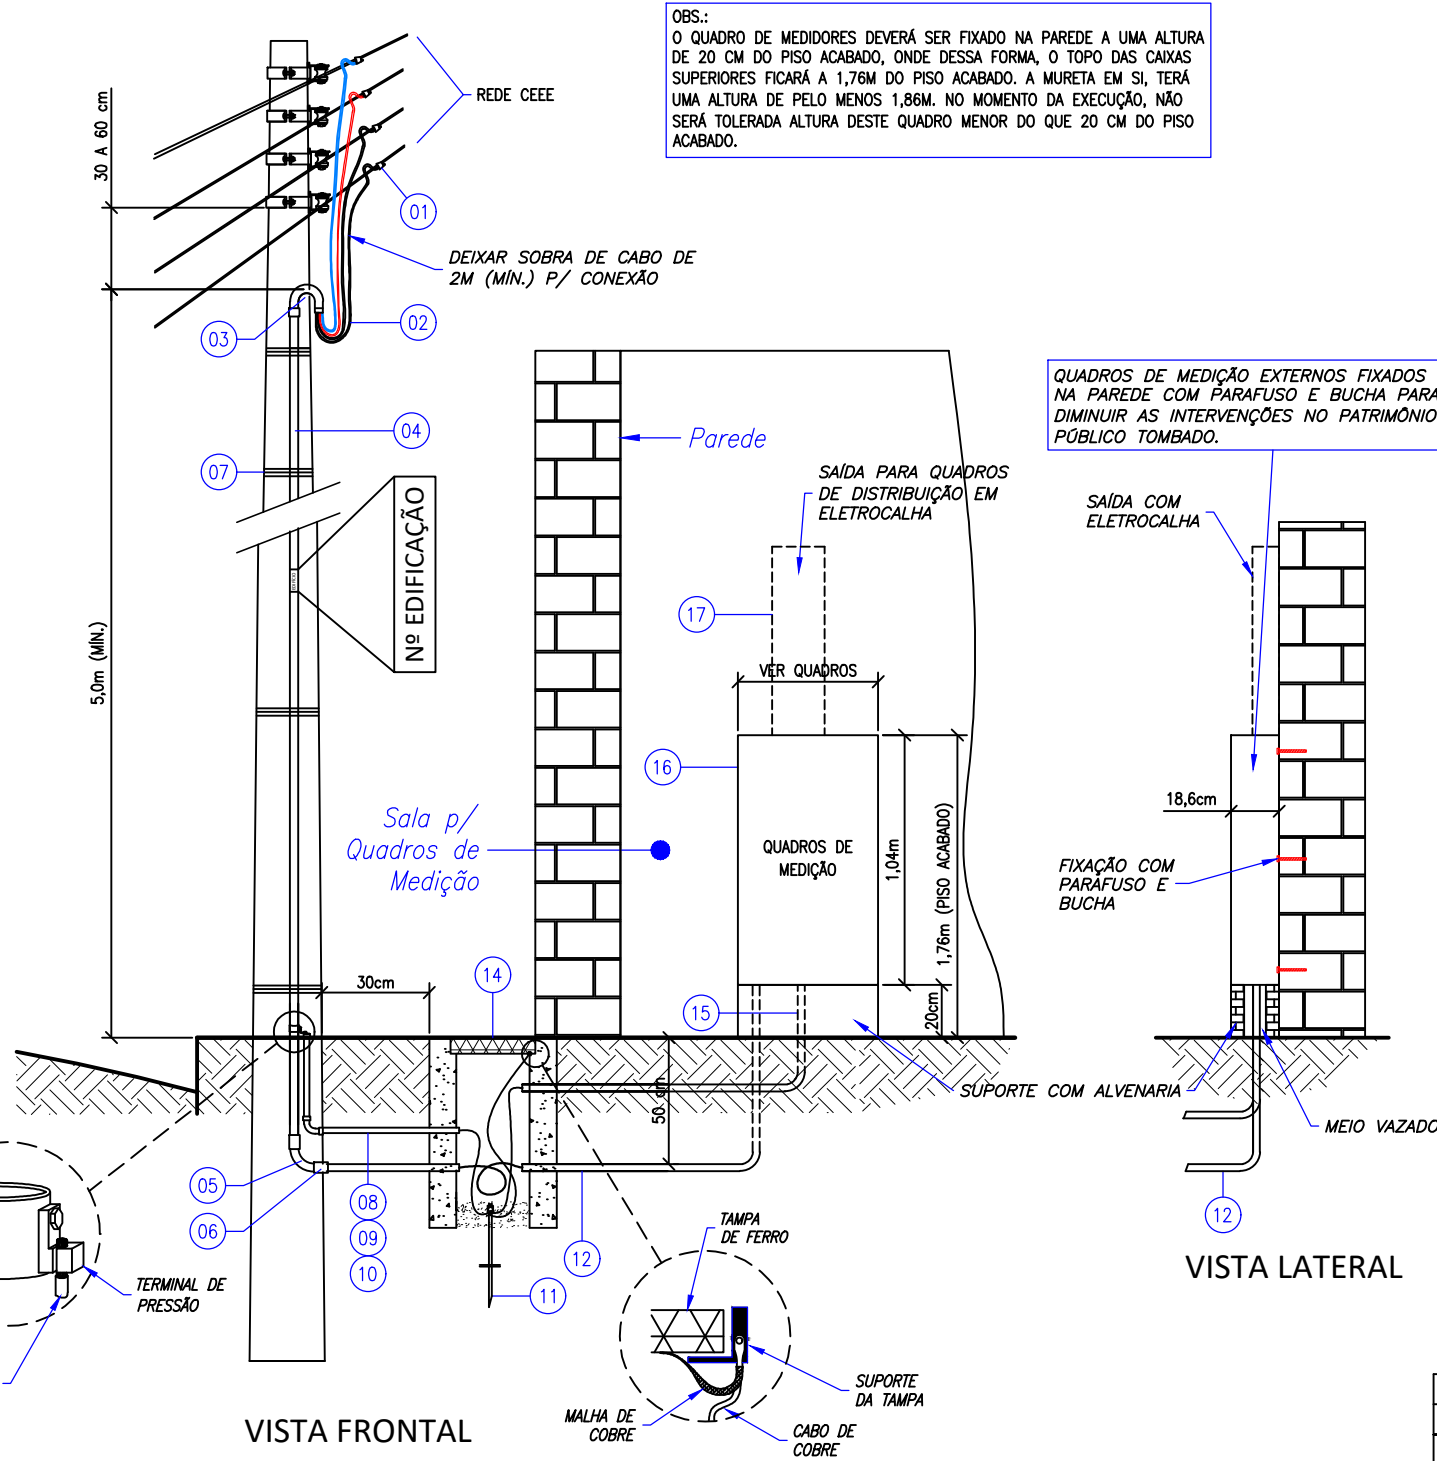 OBS.:
O QUADRO DE MEDIDORES DEVERÁ SER FIXADO NA PAREDE A UMA ALTURA
DE 20 CM DO PISO ACABADO, ONDE DESSA FORMA, O TOPO DAS CAIXAS
SUPERIORES FICARÁ A 1,76M DO PISO ACABADO. A MURETA EM SI, TERÁ
UMA ALTURA DE PELO MENOS 1,86M. NO MOMENTO DA EXECUÇÃO, NÃO
SERÁ TOLERADA ALTURA DESTE QUADRO MENOR DO QUE 20 CM DO PISO
ACABADO.
REDE CEEE
30 A 60 cm
01
DEIXAR SOBRA DE CABO DE
2M (MÍN.) P/ CONEXÃO
03
02
04
07
Nº EDIFICAÇÃO
5,0m (MÍN.)
Parede
QUADROS DE MEDIÇÃO EXTERNOS FIXADOS
NA PAREDE COM PARAFUSO E BUCHA PARA
DIMINUIR AS INTERVENÇÕES NO PATRIMÔNIO
PÚBLICO TOMBADO.
SAÍDA PARA QUADROS
DE DISTRIBUIÇÃO EM
ELETROCALHA
SAÍDA COM
ELETROCALHA
17
VER QUADROS
16
Sala p/
Quadros de
Medição
QUADROS DE
MEDIÇÃO
1,04m
1,76m (PISO ACABADO)
18,6cm
FIXAÇÃO COM
PARAFUSO E
BUCHA
30cm
14
15
20cm
50 cm
SUPORTE COM ALVENARIA
MEIO VAZADO
05
06
08
09
10
11
12
12
TERMINAL DE
PRESSÃO
TAMPA
DE FERRO
SUPORTE
DA TAMPA
MALHA DE
COBRE
CABO DE
COBRE
VISTA FRONTAL
VISTA LATERAL